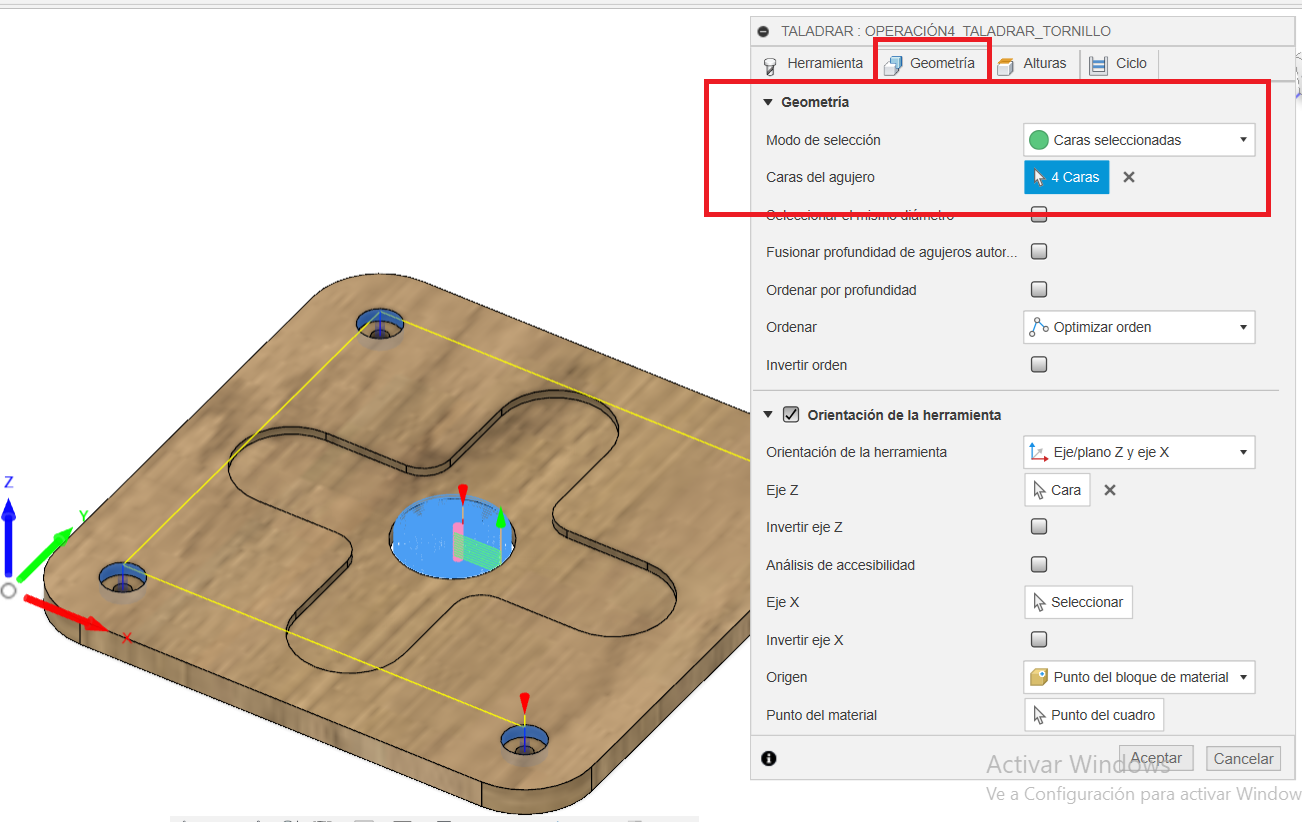 TALADRAR : OPERACIÓN4_TALADRAR_TORNILLO
Herramienta Geometría Alturas Ciclo
Geometría
Modo de selección Caras seleccionadas
Caras del agujero 4 Caras
Seleccionar el mismo diámetro
Fusionar profundidad de agujeros autor...
Ordenar por profundidad
Ordenar Optimizar orden
Invertir orden
Orientación de la herramienta
Orientación de la herramienta Eje/plano Z y eje X
Eje Z Cara
Invertir eje Z
Análisis de accesibilidad
Eje X Seleccionar
Invertir eje X
Origen Punto del bloque de material
Punto del material Punto del cuadro
Aceptar Cancelar
Activar Windows
Ve a Configuración para activar Window
Z
Y
X